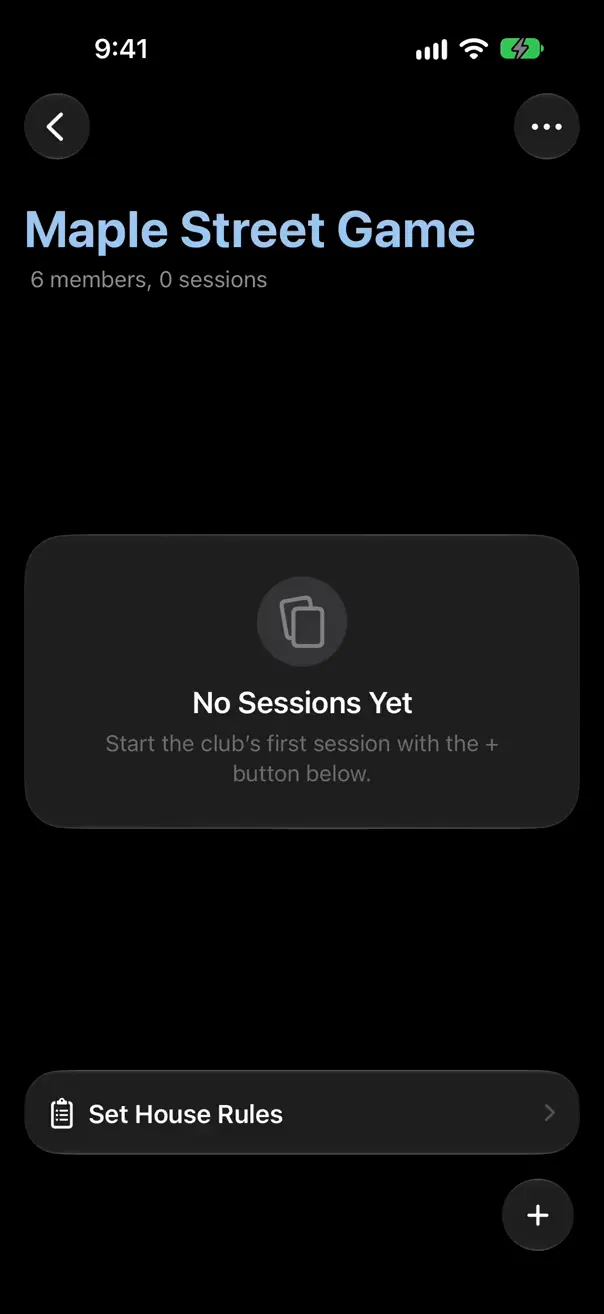 9:41
Maple Street Game
6 members, 0 sessions
No Sessions Yet
Start the club’s first session with the +
button below.
Set House Rules